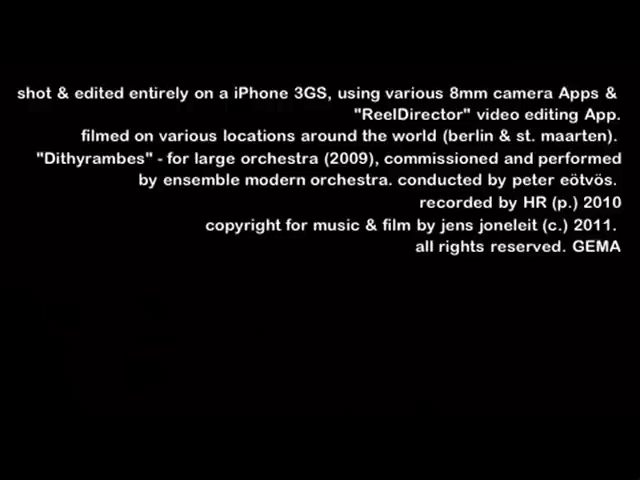 shot & edited entirely on a iPhone 3GS, using various 8mm camera Apps &
"ReelDirector" video editing App.
filmed on various locations around the world (berlin & st. maarten).
"Dithyrambes" - for large orchestra (2009), commissioned and performed
by ensemble modern orchestra. conducted by peter eötvös.
recorded by HR (p.) 2010
copyright for music & film by jens joneleit (c.) 2011.
all rights reserved. GEMA